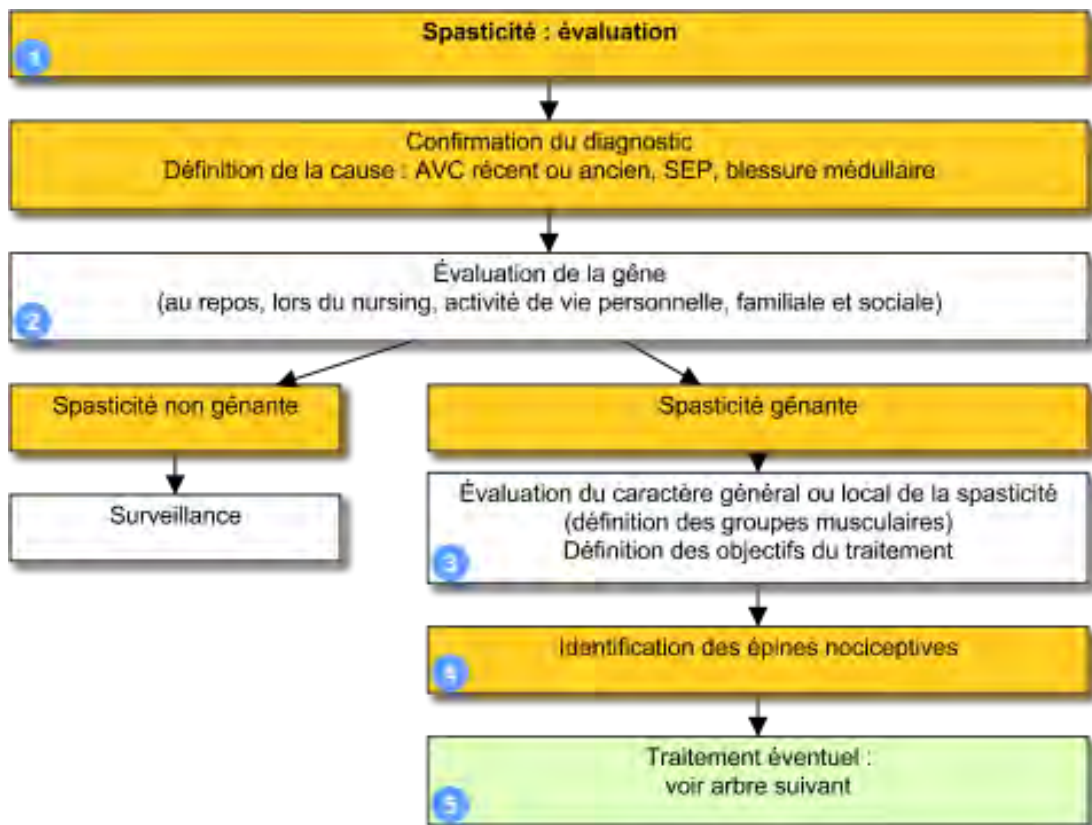 Spasticité : évaluation
1
Confirmation du diagnostic
Définition de la cause : AVC récent ou ancien, SEP, blessure médullaire
Évaluation de la gêne
(au repos, lors du nursing, activité de vie personnelle, familiale et sociale)
2
Spasticité non gênante
Spasticité gênante
Surveillance
Évaluation du caractère général ou local de la spasticité
(définition des groupes musculaires)
Définition des objectifs du traitement
3
Identification des épines nociceptives
4
Traitement éventuel :
voir arbre suivant
5